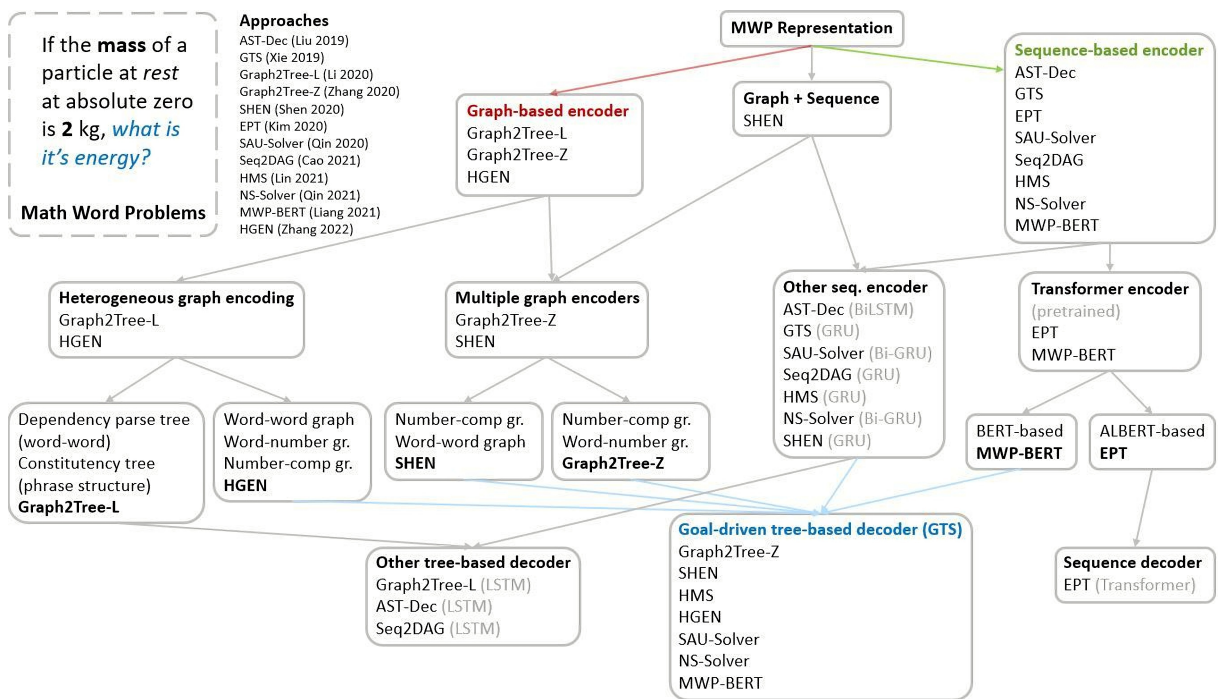 If the mass of a
particle at rest
at absolute zero
is 2 kg, what is
it's energy?
Math Word Problems
Approaches
AST-Dec (Liu 2019)
GTS (Xie 2019)
Graph2Tree-L (Li 2020)
Graph2Tree-Z (Zhang 2020)
SHEN (Shen 2020)
EPT (Kim 2020)
SAU-Solver (Qin 2020)
Seq2DAG (Cao 2021)
HMS (Lin 2021)
NS-Solver (Qin 2021)
MWP-BERT (Liang 2021)
HGEN (Zhang 2022)
MWP Representation
Graph-based encoder
Graph2Tree-L
Graph2Tree-Z
HGEN
Graph + Sequence
SHEN
Sequence-based encoder
AST-Dec
GTS
EPT
SAU-Solver
Seq2DAG
HMS
NS-Solver
MWP-BERT
Heterogeneous graph encoding
Graph2Tree-L
HGEN
Multiple graph encoders
Graph2Tree-Z
SHEN
Other seq. encoder
AST-Dec (BiLSTM)
GTS (GRU)
SAU-Solver (Bi-GRU)
Seq2DAG (GRU)
HMS (GRU)
NS-Solver (Bi-GRU)
SHEN (GRU)
Transformer encoder
(pretrained)
EPT
MWP-BERT
Dependency parse tree
(word-word)
Constitutency tree
(phrase structure)
Graph2Tree-L
Word-word graph
Word-number gr.
Number-comp gr.
HGEN
Number-comp gr.
Word-word graph
SHEN
Number-comp gr.
Word-number gr.
Graph2Tree-Z
BERT-based
MWP-BERT
ALBERT-based
EPT
Other tree-based decoder
Graph2Tree-L (LSTM)
AST-Dec (LSTM)
Seq2DAG (LSTM)
Goal-driven tree-based decoder (GTS)
Graph2Tree-Z
SHEN
HMS
HGEN
SAU-Solver
NS-Solver
MWP-BERT
Sequence decoder
EPT (Transformer)